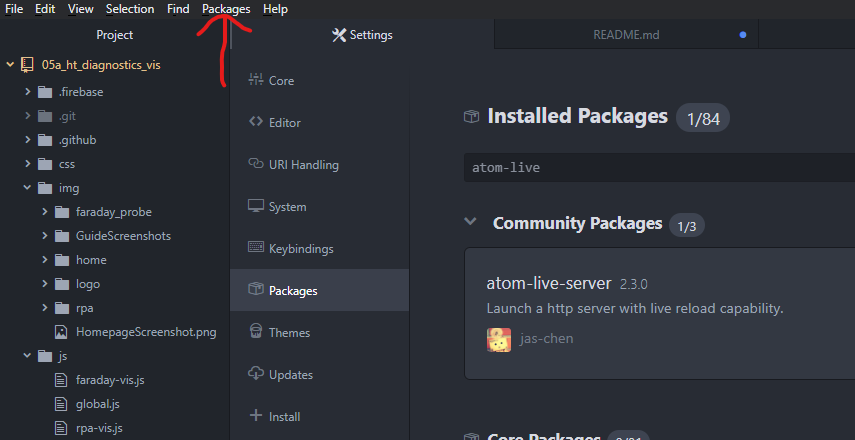 File Edit View Selection Find Packages Help
Project
Settings
README.md
05a_ht_diagnostics_vis
.firebase
.git
.github
css
img
faraday_probe
GuideScreenshots
home
logo
rpa
HomepageScreenshot.png
js
faraday-vis.js
global.js
rpa-vis.js
Core
Editor
URI Handling
System
Keybindings
Packages
Themes
Updates
Install
Installed Packages 1/84
atom-live
Community Packages 1/3
atom-live-server 2.3.0
Launch a http server with live reload capability.
jas-chen
Core Packages